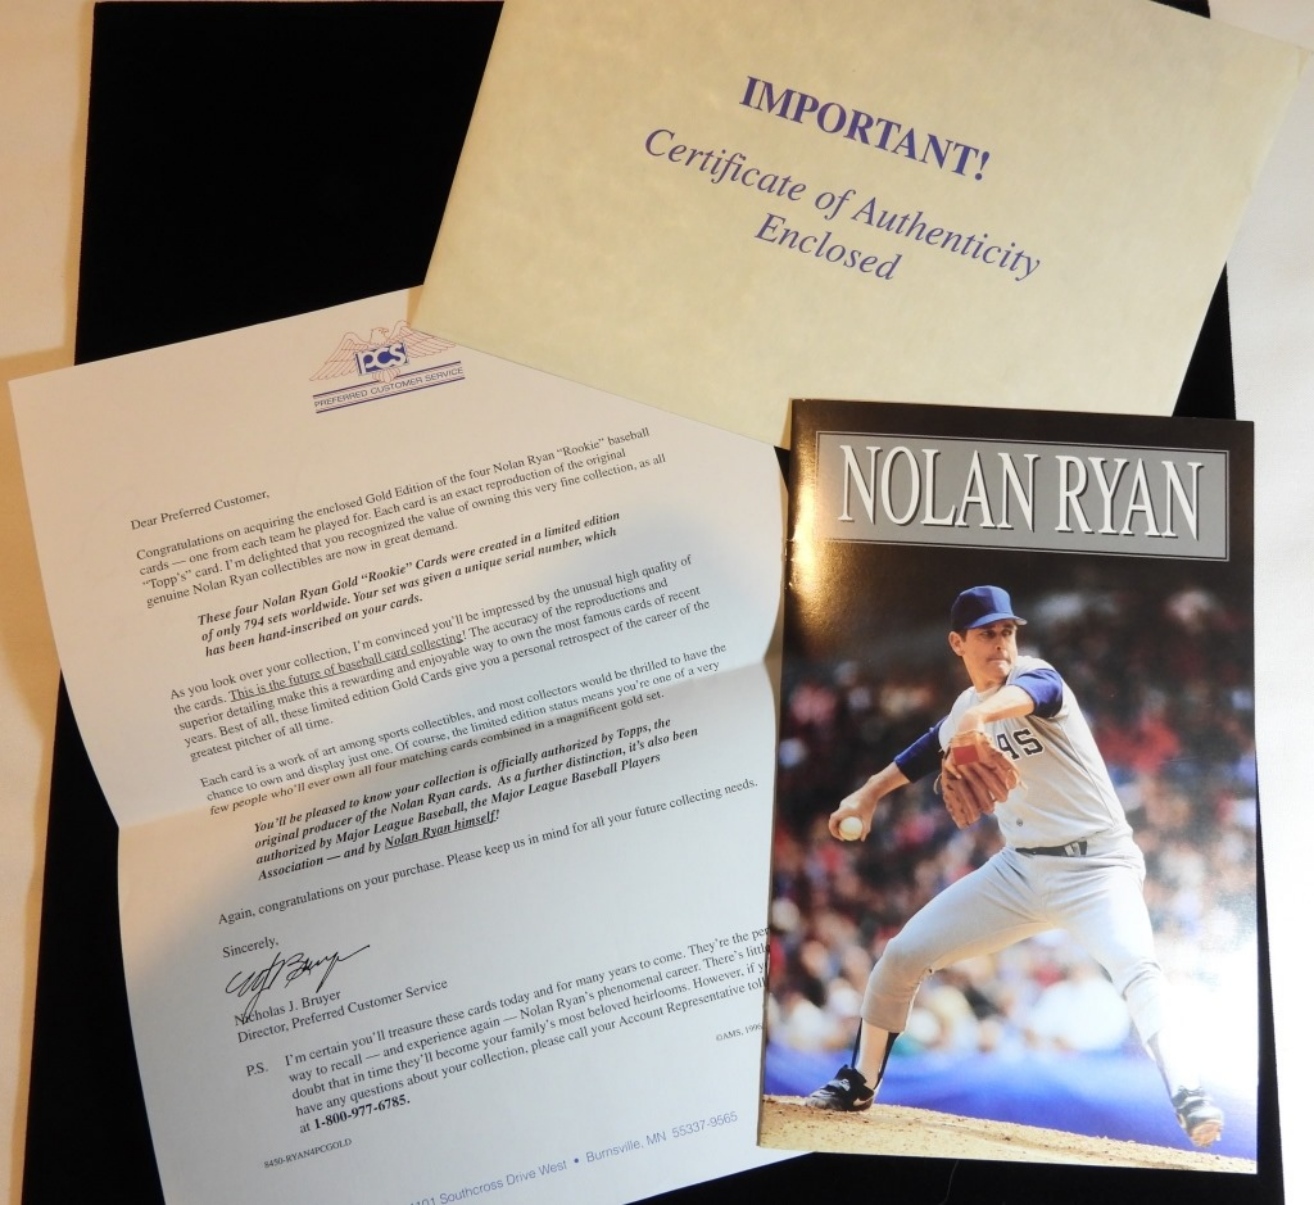 IMPORTANT!
Certificate of Authenticity
Enclosed
PCS
PREFERRED CUSTOMER SERVICE
Dear Preferred Customer,
Congratulations on acquiring the enclosed Gold Edition of the four Nolan Ryan “Rookie” baseball
cards — one from each team he played for. Each card is an exact reproduction of the original
“Topp’s” card. I’m delighted that you recognized the value of owning this very fine collection, as all
genuine Nolan Ryan collectibles are now in great demand.
These four Nolan Ryan Gold “Rookie” Cards were created in a limited edition
of only 794 sets worldwide. Your set was given a unique serial number, which
has been hand-inscribed on your cards.
As you look over your collection, I’m convinced you’ll be impressed by the unusual high quality of
the cards. This is the future of baseball card collecting! The accuracy of the reproductions and
superior detailing make this a rewarding and enjoyable way to own the most famous cards of recent
years. Best of all, these limited edition Gold Cards give you a personal retrospect of the career of the
greatest pitcher of all time.
Each card is a work of art among sports collectibles, and most collectors would be thrilled to have the
chance to own and display just one. Of course, the limited edition status means you’re one of a very
few people who’ll ever own all four matching cards combined in a magnificent gold set.
You’ll be pleased to know your collection is officially authorized by Topps, the
original producer of the Nolan Ryan cards. As a further distinction, it’s also been
authorized by Major League Baseball, the Major League Baseball Players
Association — and by Nolan Ryan himself!
Again, congratulations on your purchase. Please keep us in mind for all your future collecting needs.
Sincerely,
Nicholas J. Bruyer
Director, Preferred Customer Service
P.S. I’m certain you’ll treasure these cards today and for many years to come. They’re the
way to recall — and experience again — Nolan Ryan’s phenomenal career. There’s little
doubt that in time they’ll become your family’s most beloved heirlooms. However, if
have any questions about your collection, please call your Account Representative
at 1-800-977-6785.
©AMS, 1996
8450-RYAN4PCGOLD
Southcross Drive West • Burnsville, MN 55337-9565
NOLAN RYAN
AS